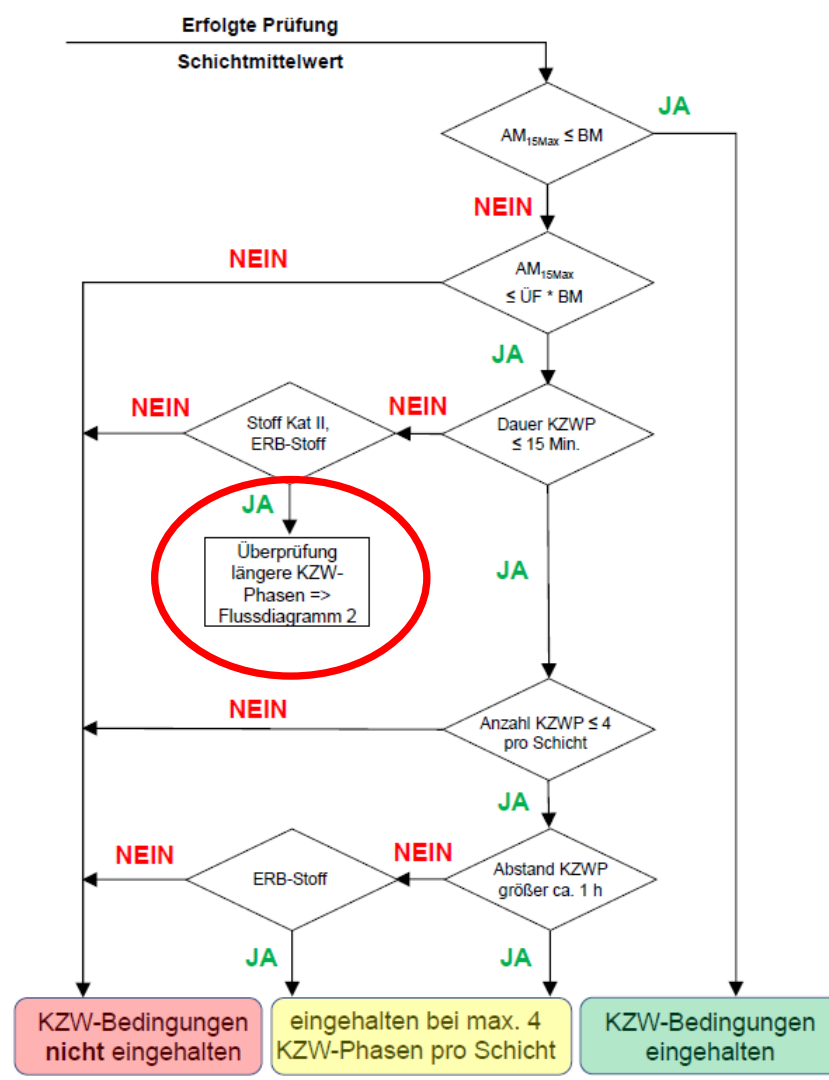 Erfolgte Prüfung
Schichtmittelwert
JA
AM15Max ≤ BM
NEIN
NEIN
AM15Max
≤ ÜF * BM
JA
NEIN
NEIN
Stoff Kat II,
ERB-Stoff
Dauer KZWP
≤ 15 Min.
JA
Überprüfung
längere KZW-
Phasen =>
Flussdiagramm 2
JA
NEIN
Anzahl KZWP ≤ 4
pro Schicht
JA
NEIN
NEIN
ERB-Stoff
Abstand KZWP
größer ca. 1 h
JA
JA
KZW-Bedingungen
nicht eingehalten
eingehalten bei max. 4
KZW-Phasen pro Schicht
KZW-Bedingungen
eingehalten